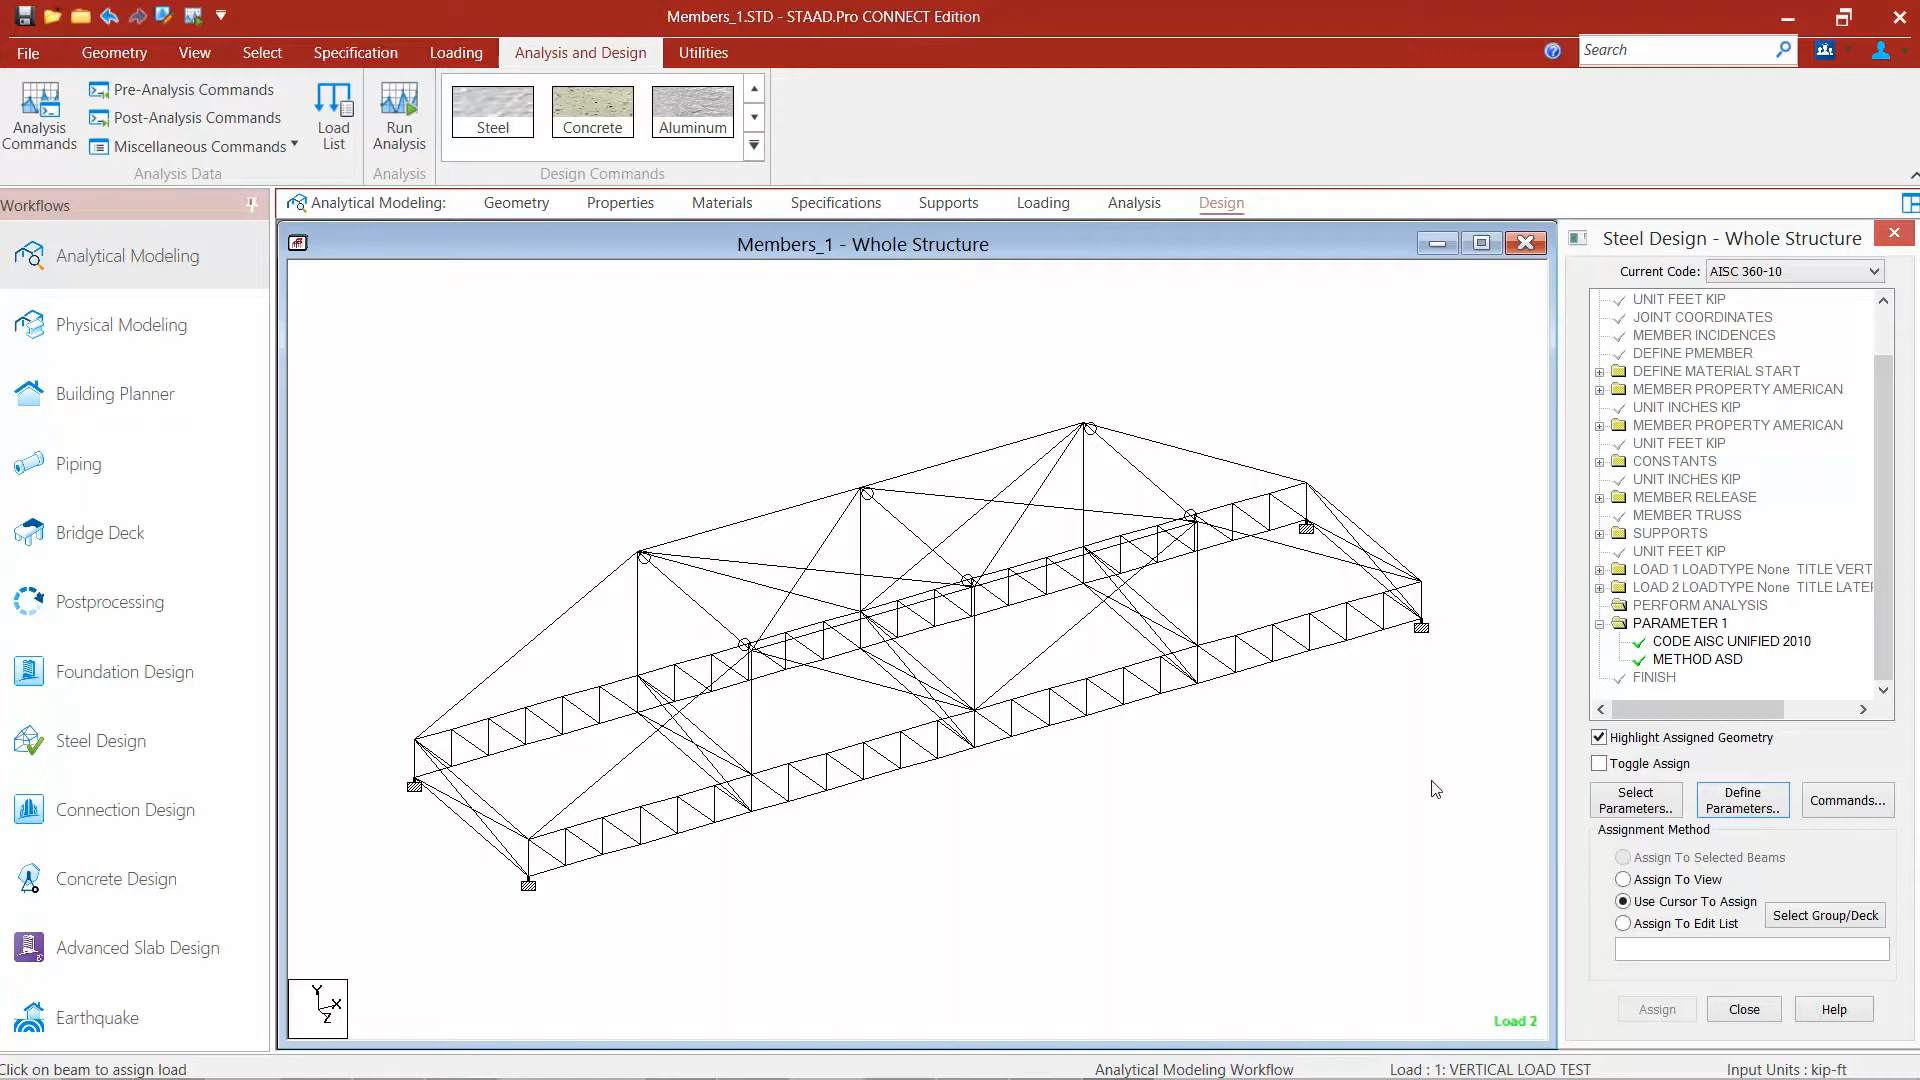 Members_1.STD - STAAD.Pro CONNECT Edition
File
Geometry
View
Select
Specification
Loading
Analysis and Design
Utilities
Search
Analysis
Commands
Pre-Analysis Commands
Post-Analysis Commands
Miscellaneous Commands
Load
List
Run
Analysis
Steel
Concrete
Aluminum
Analysis Data
Analysis
Design Commands
Workflows
Analytical Modeling:
Geometry
Properties
Materials
Specifications
Supports
Loading
Analysis
Design
Analytical Modeling
Physical Modeling
Building Planner
Piping
Bridge Deck
Postprocessing
Foundation Design
Steel Design
Connection Design
Concrete Design
Advanced Slab Design
Earthquake
Members_1 - Whole Structure
Y
X
Z
Load 2
Steel Design - Whole Structure
Current Code: AISC 360-10
UNIT FEET KIP
JOINT COORDINATES
MEMBER INCIDENCES
DEFINE PMEMBER
DEFINE MATERIAL START
MEMBER PROPERTY AMERICAN
UNIT INCHES KIP
MEMBER PROPERTY AMERICAN
UNIT FEET KIP
CONSTANTS
UNIT INCHES KIP
MEMBER RELEASE
MEMBER TRUSS
SUPPORTS
UNIT FEET KIP
LOAD 1 LOADTYPE None TITLE VERT
LOAD 2 LOADTYPE None TITLE LATER
PERFORM ANALYSIS
PARAMETER 1
CODE AISC UNIFIED 2010
METHOD ASD
FINISH
Highlight Assigned Geometry
Toggle Assign
Select
Parameters..
Define
Parameters..
Commands...
Assignment Method
Assign To Selected Beams
Assign To View
Use Cursor To Assign
Assign To Edit List
Select Group/Deck
Assign
Close
Help
Click on beam to assign load
Analytical Modeling Workflow
Load : 1: VERTICAL LOAD TEST
Input Units : kip-ft